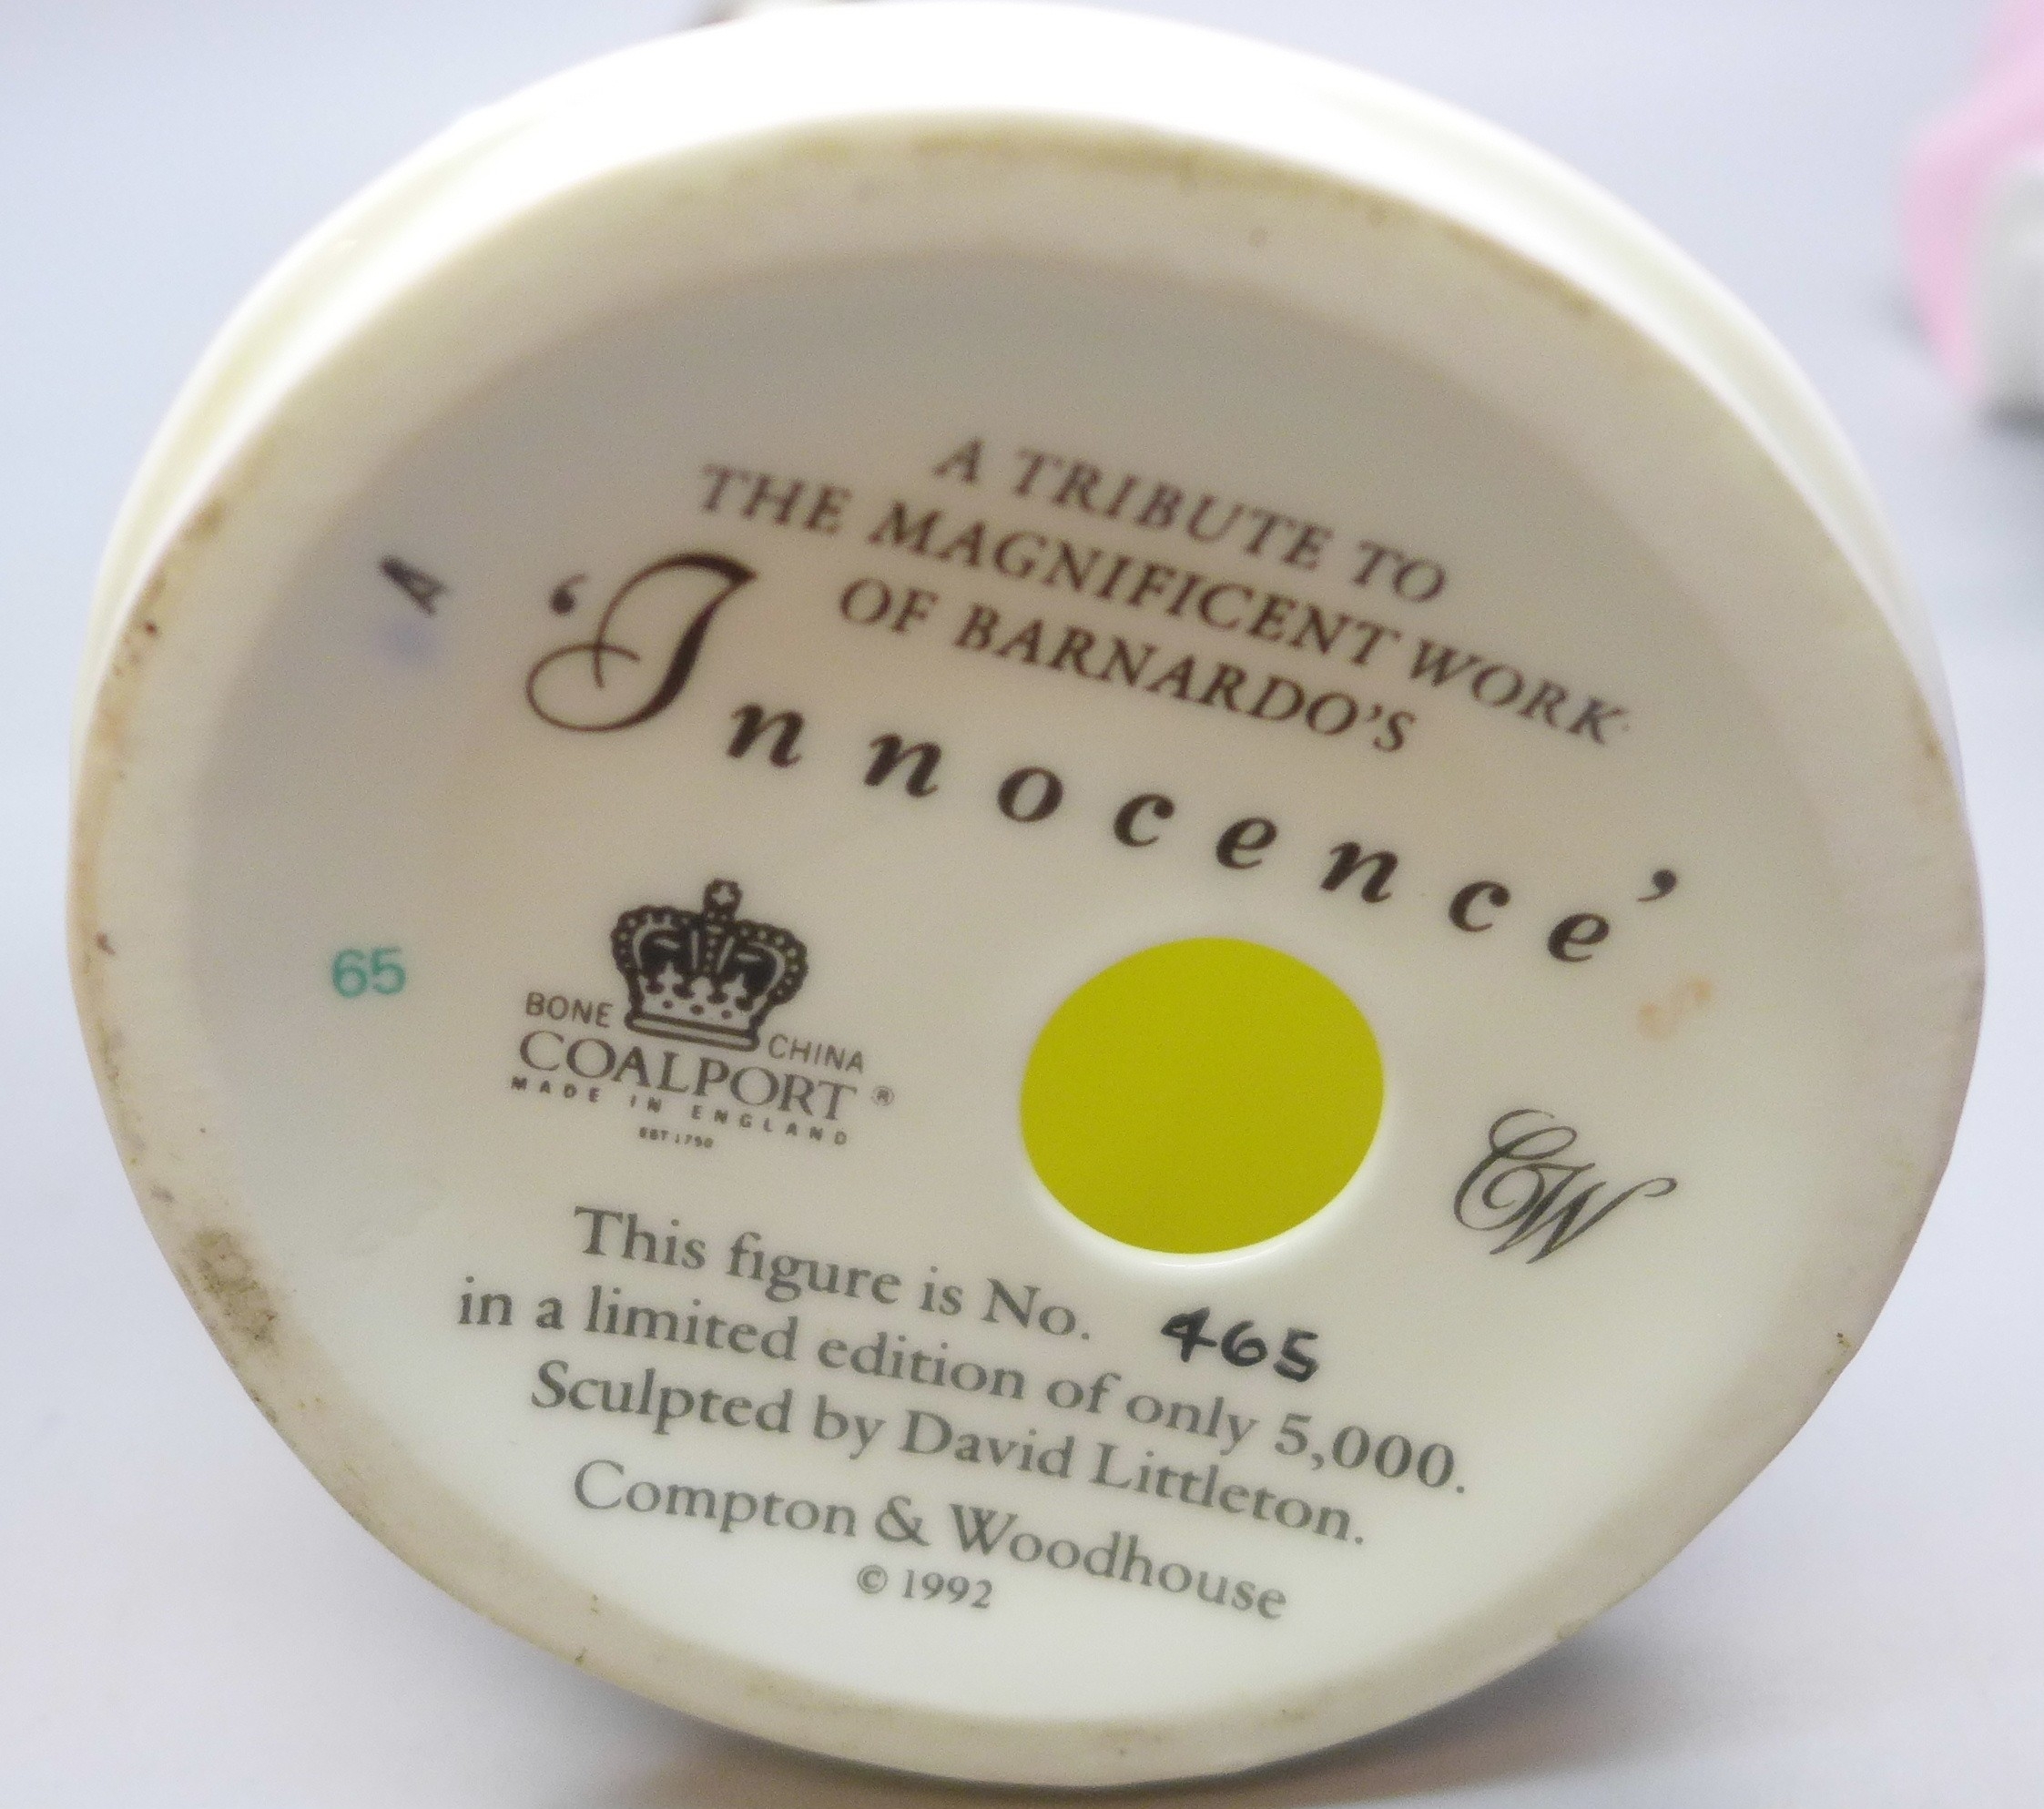 A TRIBUTE TO
THE MAGNIFICENT WORK
OF BARNARDO'S
'Innocence'
A
65
BONE CHINA
COALPORT ®
MADE IN ENGLAND
EST 1750
CW
This figure is No. 465
in a limited edition of only 5,000.
Sculpted by David Littleton.
Compton & Woodhouse
© 1992